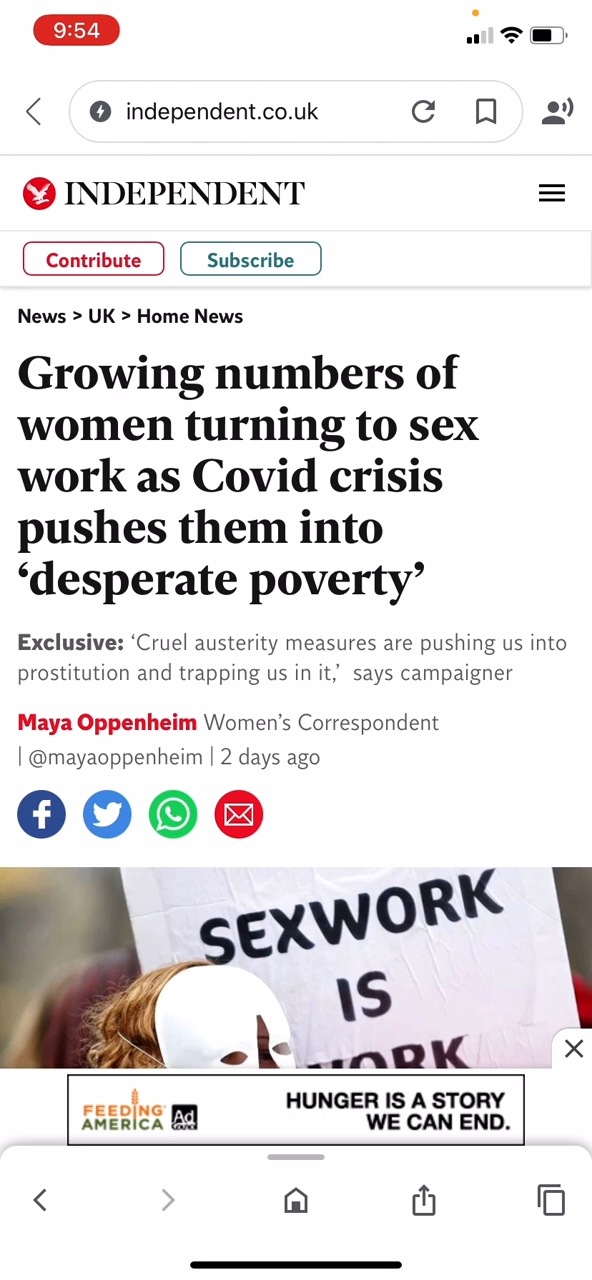 9:54
independent.co.uk
INDEPENDENT
Contribute
Subscribe
News > UK > Home News
Growing numbers of
women turning to sex
work as Covid crisis
pushes them into
‘desperate poverty’
Exclusive: ‘Cruel austerity measures are pushing us into
prostitution and trapping us in it,’ says campaigner
Maya Oppenheim Women’s Correspondent
| @mayaoppenheim | 2 days ago
SEXWORK
IS
WORK
FEEDING
AMERICA
Ad
COUNCIL
HUNGER IS A STORY
WE CAN END.